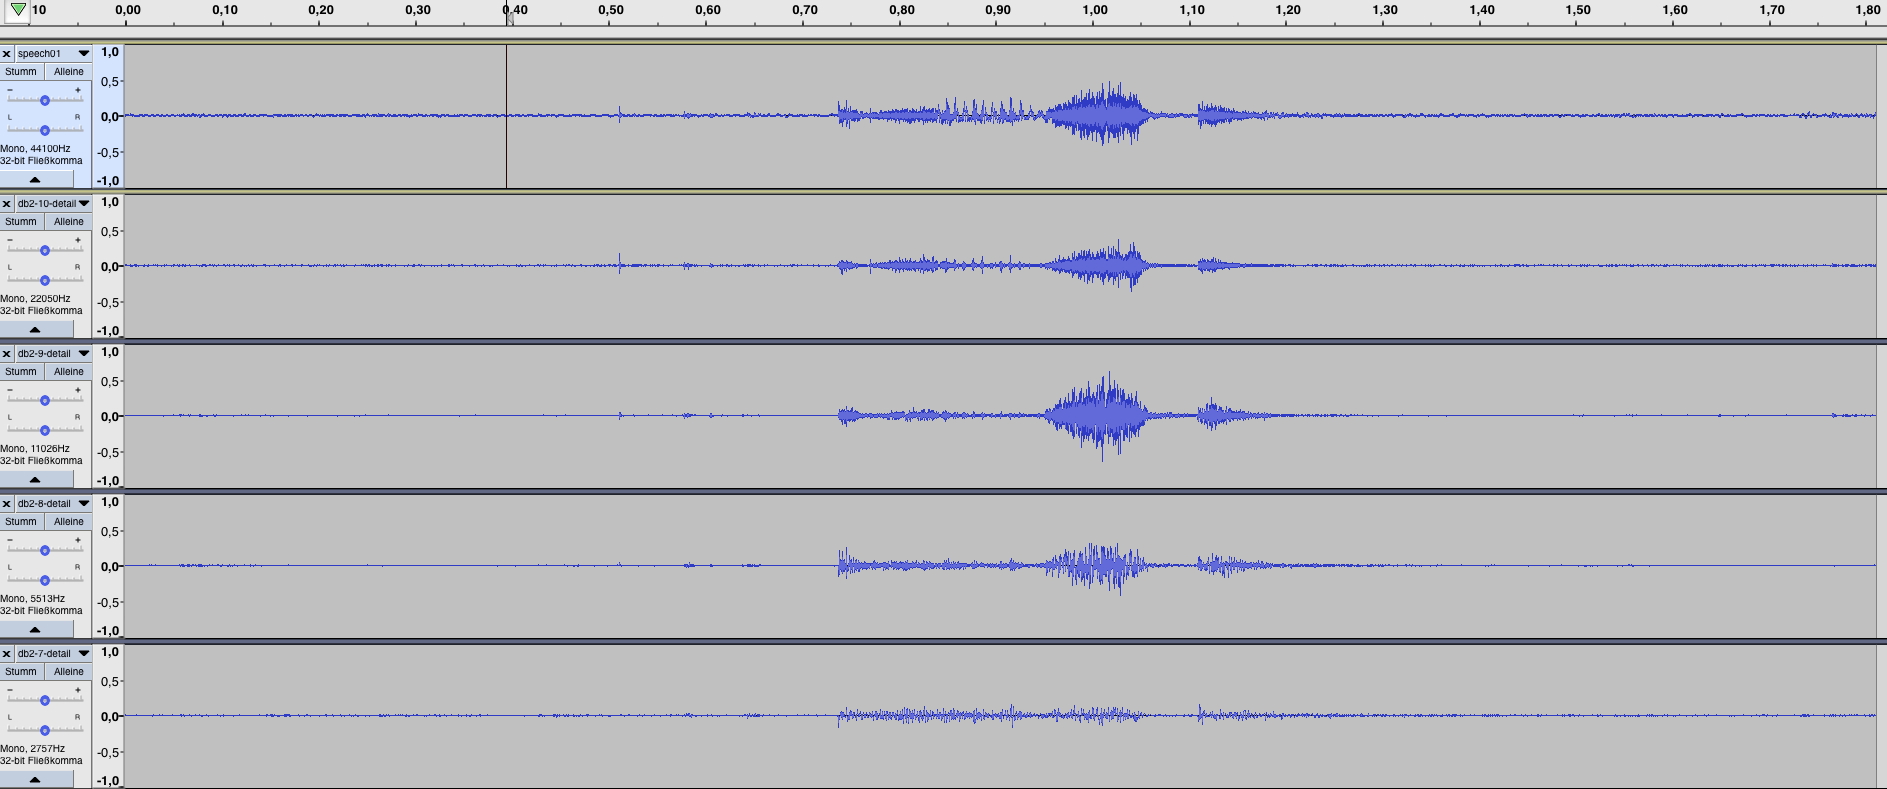 10 0,00 0,10 0,20 0,30 0,40 0,50 0,60 0,70 0,80 0,90 1,00 1,10 1,20 1,30 1,40 1,50 1,60 1,70 1,80
x speech01
Stumm Alleine
- +
L R
Mono, 44100Hz
32-bit Fließkomma
1,0
0,5
0,0
-0,5
-1,0
x db2-10-detail
Stumm Alleine
- +
L R
Mono, 22050Hz
32-bit Fließkomma
1,0
0,5
0,0
-0,5
-1,0
x db2-9-detail
Stumm Alleine
- +
L R
Mono, 11026Hz
32-bit Fließkomma
1,0
0,5
0,0
-0,5
-1,0
x db2-8-detail
Stumm Alleine
- +
L R
Mono, 5513Hz
32-bit Fließkomma
1,0
0,5
0,0
-0,5
-1,0
x db2-7-detail
Stumm Alleine
- +
L R
Mono, 2757Hz
32-bit Fließkomma
1,0
0,5
0,0
-0,5
-1,0